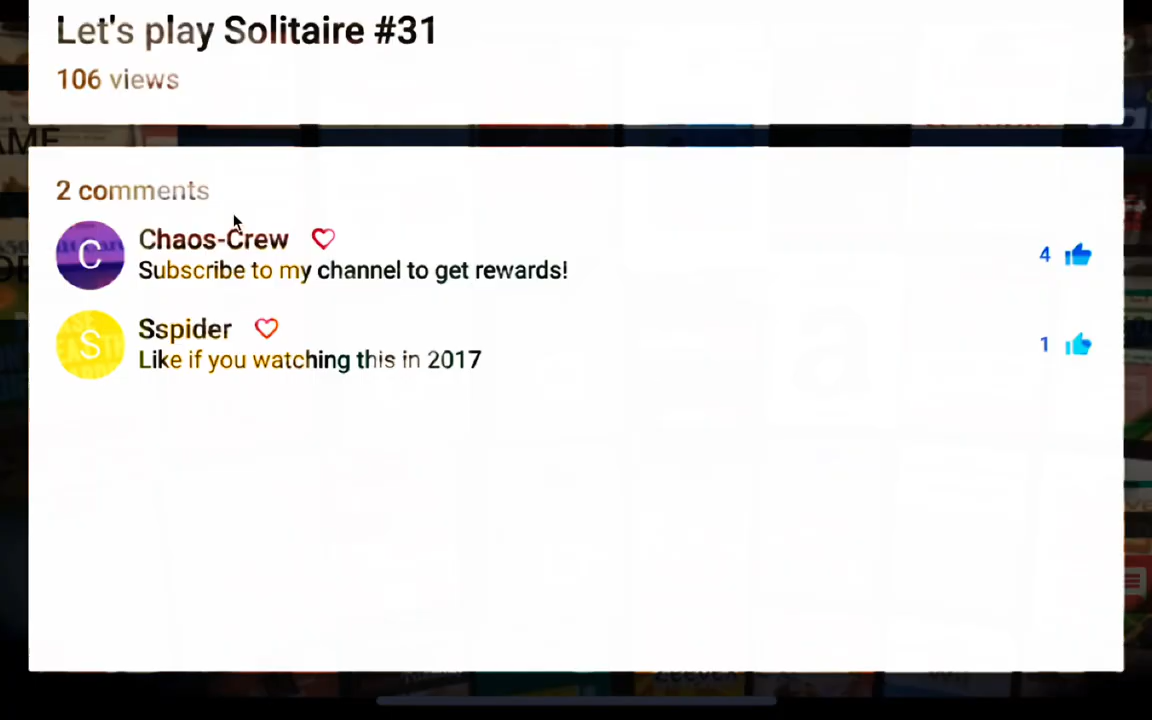 Let's play Solitaire #31
106 views
2 comments
C
Chaos-Crew
Subscribe to my channel to get rewards!
4
S
Sspider
Like if you watching this in 2017
1